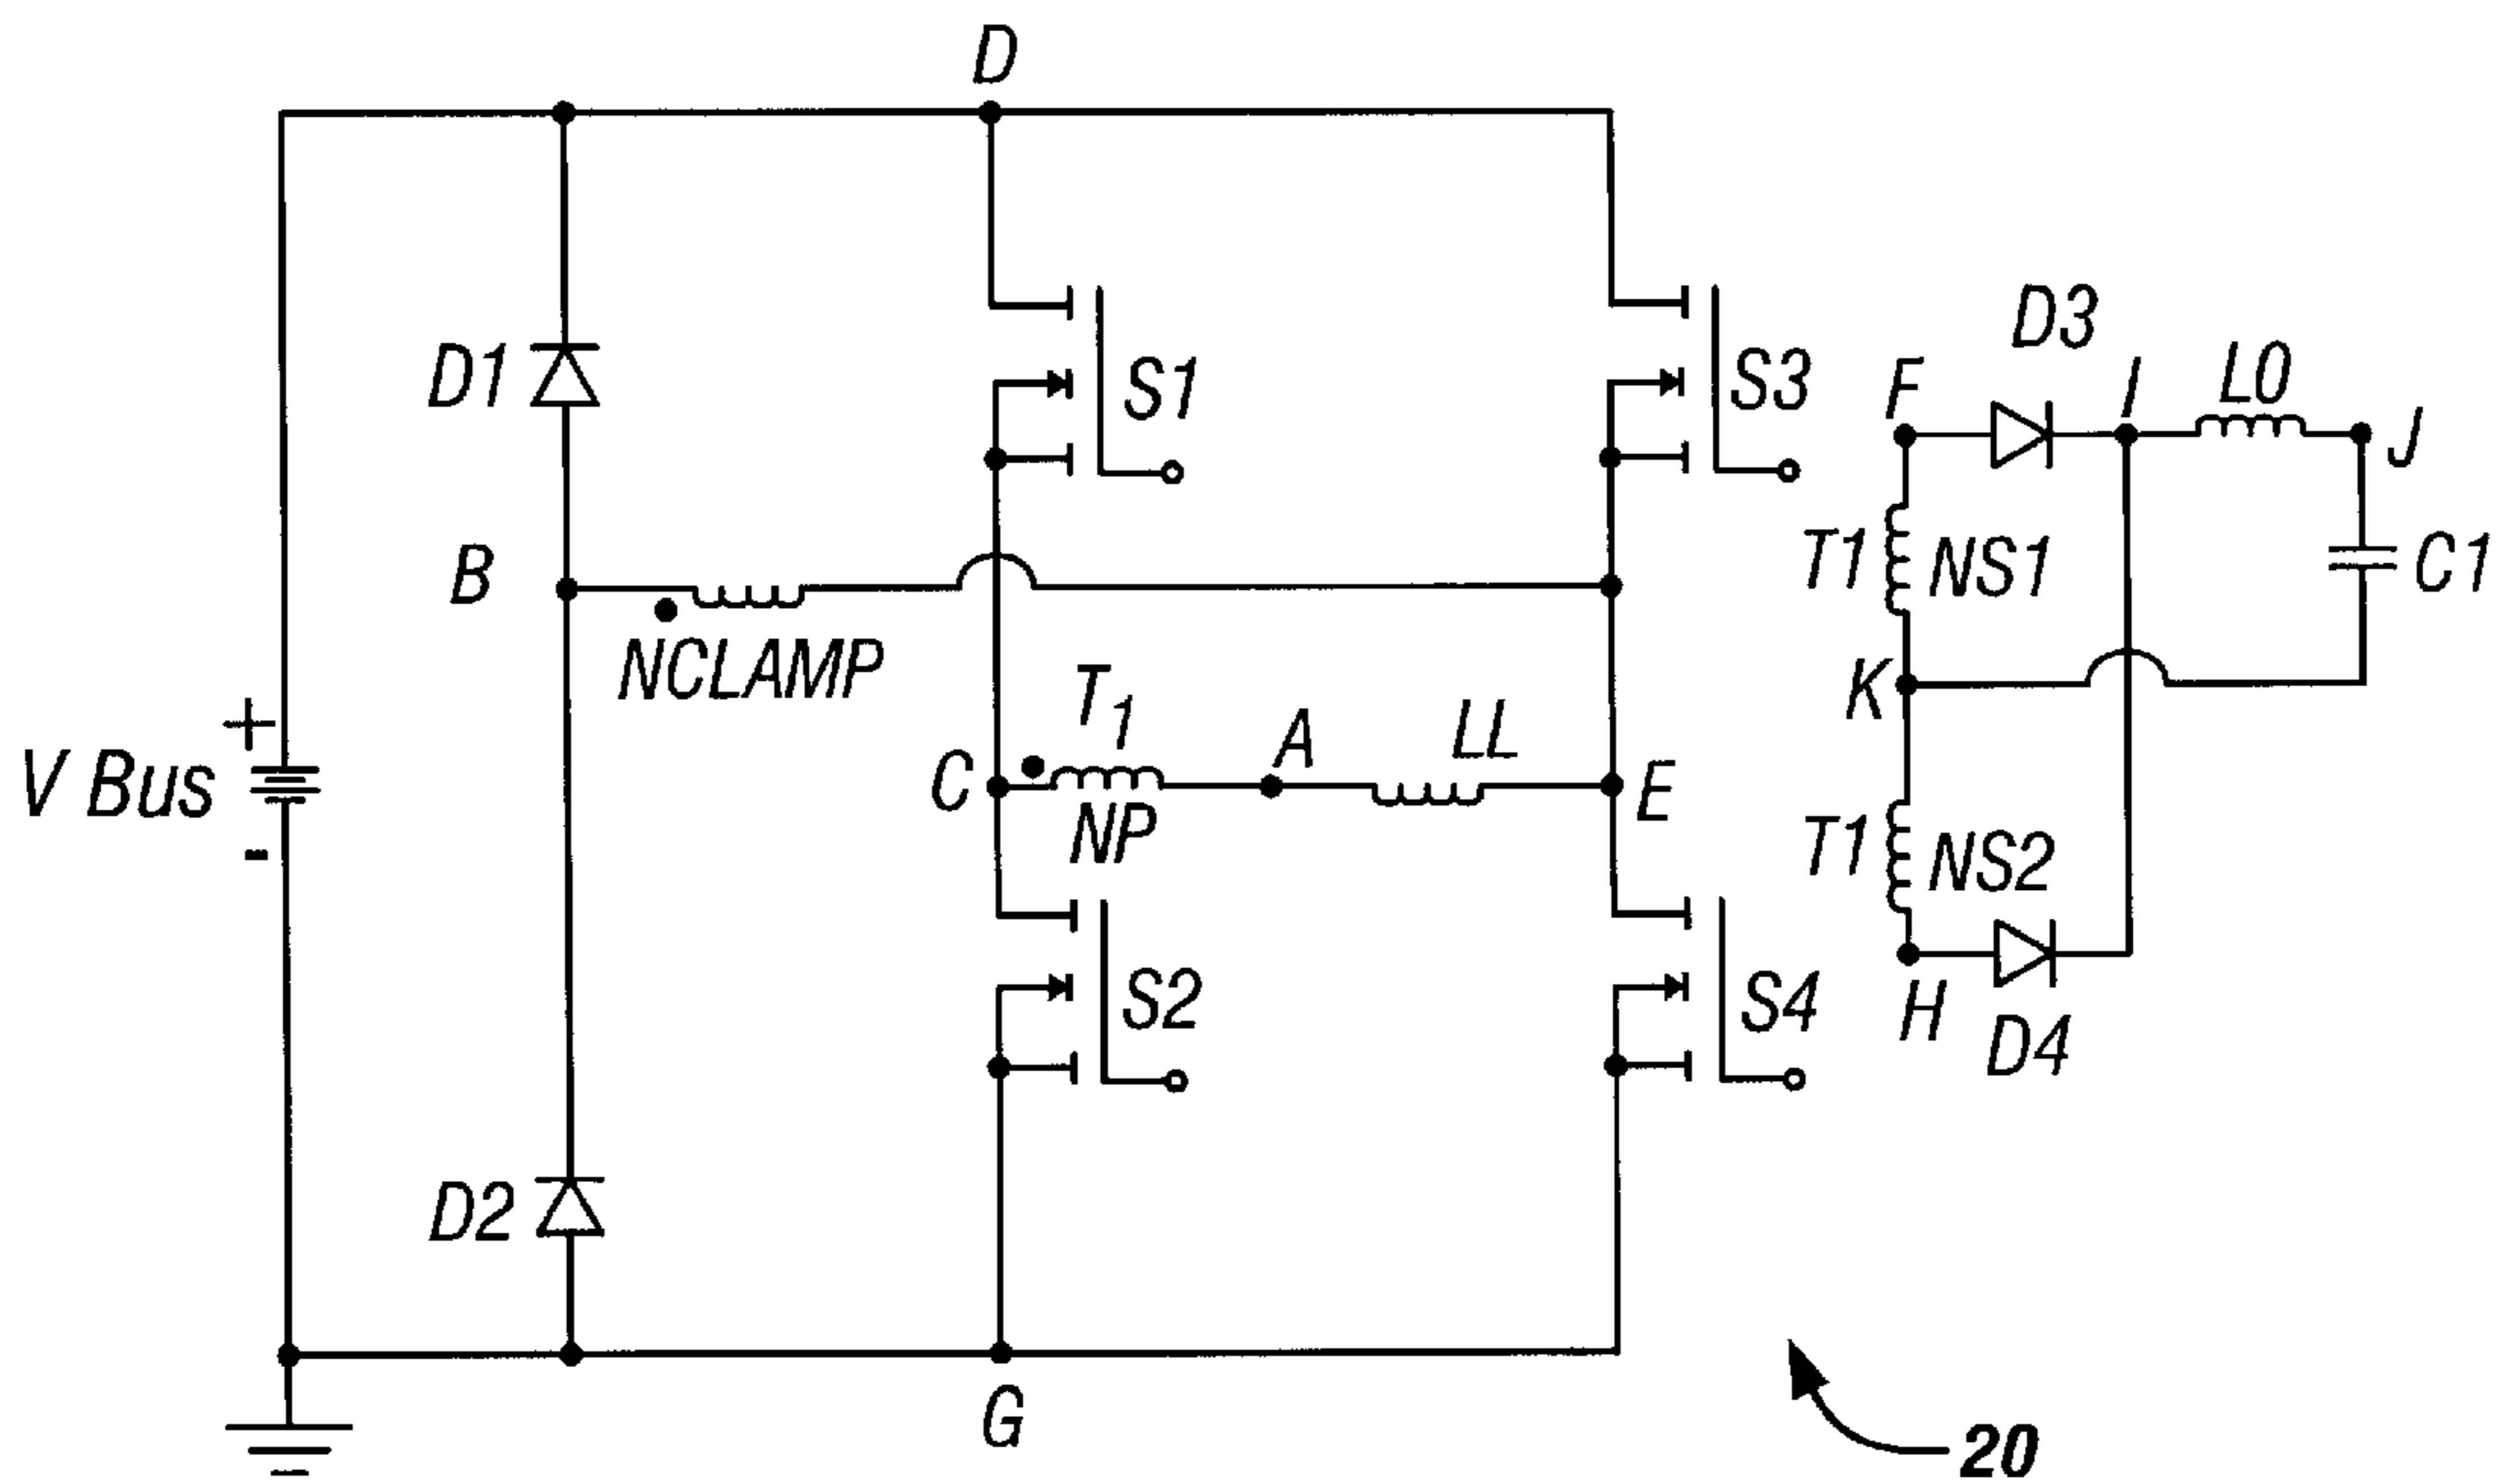 D
D1
S1
S3
D3
F
I
L0
J
B
NCLAMP
T1
NS1
C1
K
V Bus
+
-
C
T1
NP
A
LL
E
T1
NS2
D2
S2
S4
H
D4
G
20